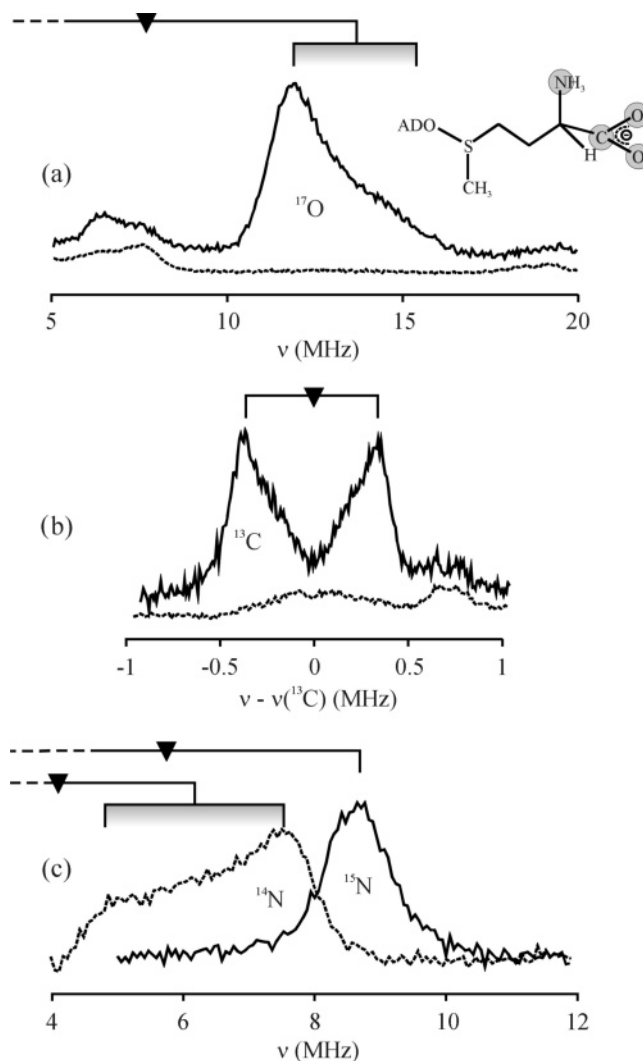 (a)
NH3
ADO
S
C
O
O
H
CH3
⊖
17O
5 10 15 20
ν (MHz)
(b)
13C
-1 -0.5 0 0.5 1
ν - ν(13C) (MHz)
(c)
14N
15N
4 6 8 10 12
ν (MHz)